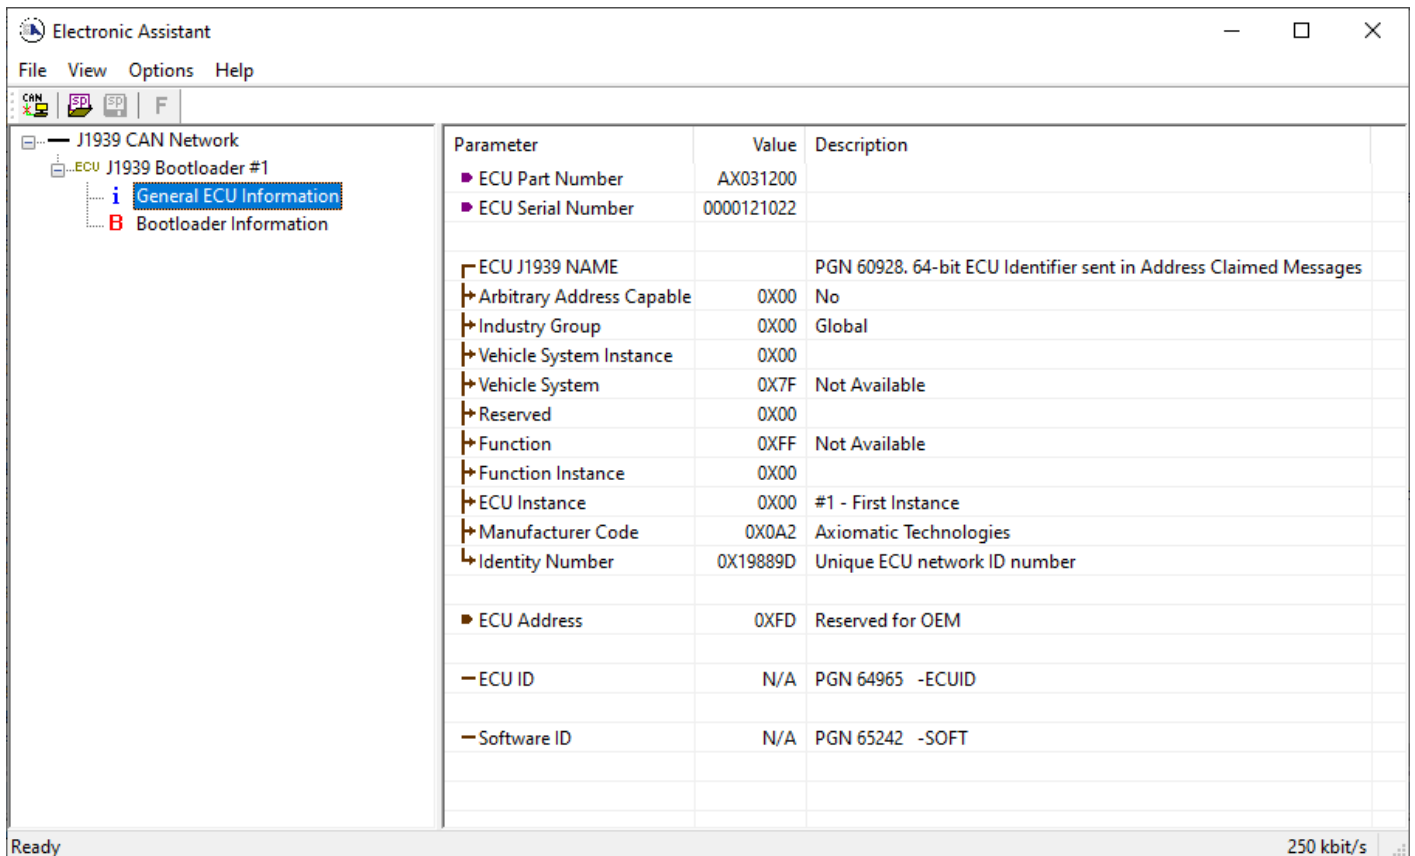 Electronic Assistant
File View Options Help
CAN SP SP F
J1939 CAN Network
ECU J1939 Bootloader #1
i General ECU Information
B Bootloader Information
Parameter Value Description
ECU Part Number AX031200
ECU Serial Number 0000121022
ECU J1939 NAME PGN 60928. 64-bit ECU Identifier sent in Address Claimed Messages
Arbitrary Address Capable 0X00 No
Industry Group 0X00 Global
Vehicle System Instance 0X00
Vehicle System 0X7F Not Available
Reserved 0X00
Function 0XFF Not Available
Function Instance 0X00
ECU Instance 0X00 #1 - First Instance
Manufacturer Code 0X0A2 Axiomatic Technologies
Identity Number 0X19889D Unique ECU network ID number
ECU Address 0XFD Reserved for OEM
ECU ID N/A PGN 64965 -ECUID
Software ID N/A PGN 65242 -SOFT
Ready 250 kbit/s